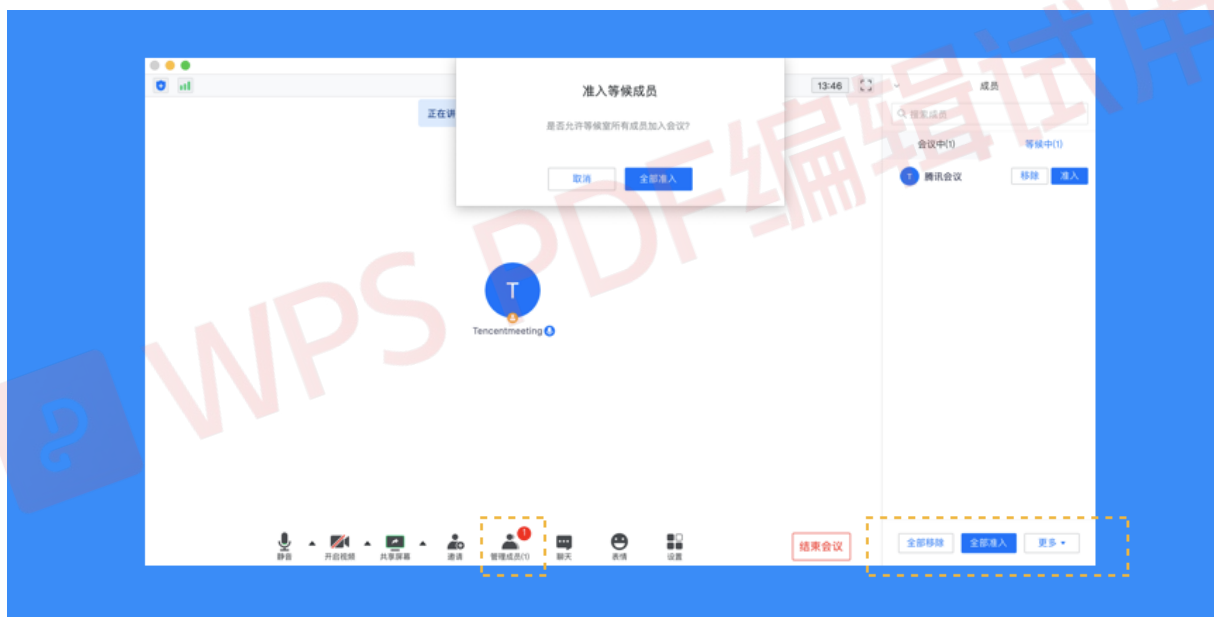 准入等候成员
是否允许等候室所有成员加入会议?
取消
全部准入
13:46
成员
正在讲
搜索成员
会议中(1)
等候中(1)
T
腾讯会议
移除
准入
T
Tencentmeeting
静音
开启视频
共享屏幕
邀请
1
管理成员(1)
聊天
表情
设置
结束会议
全部移除
全部准入
更多
WPS PDF编辑试用